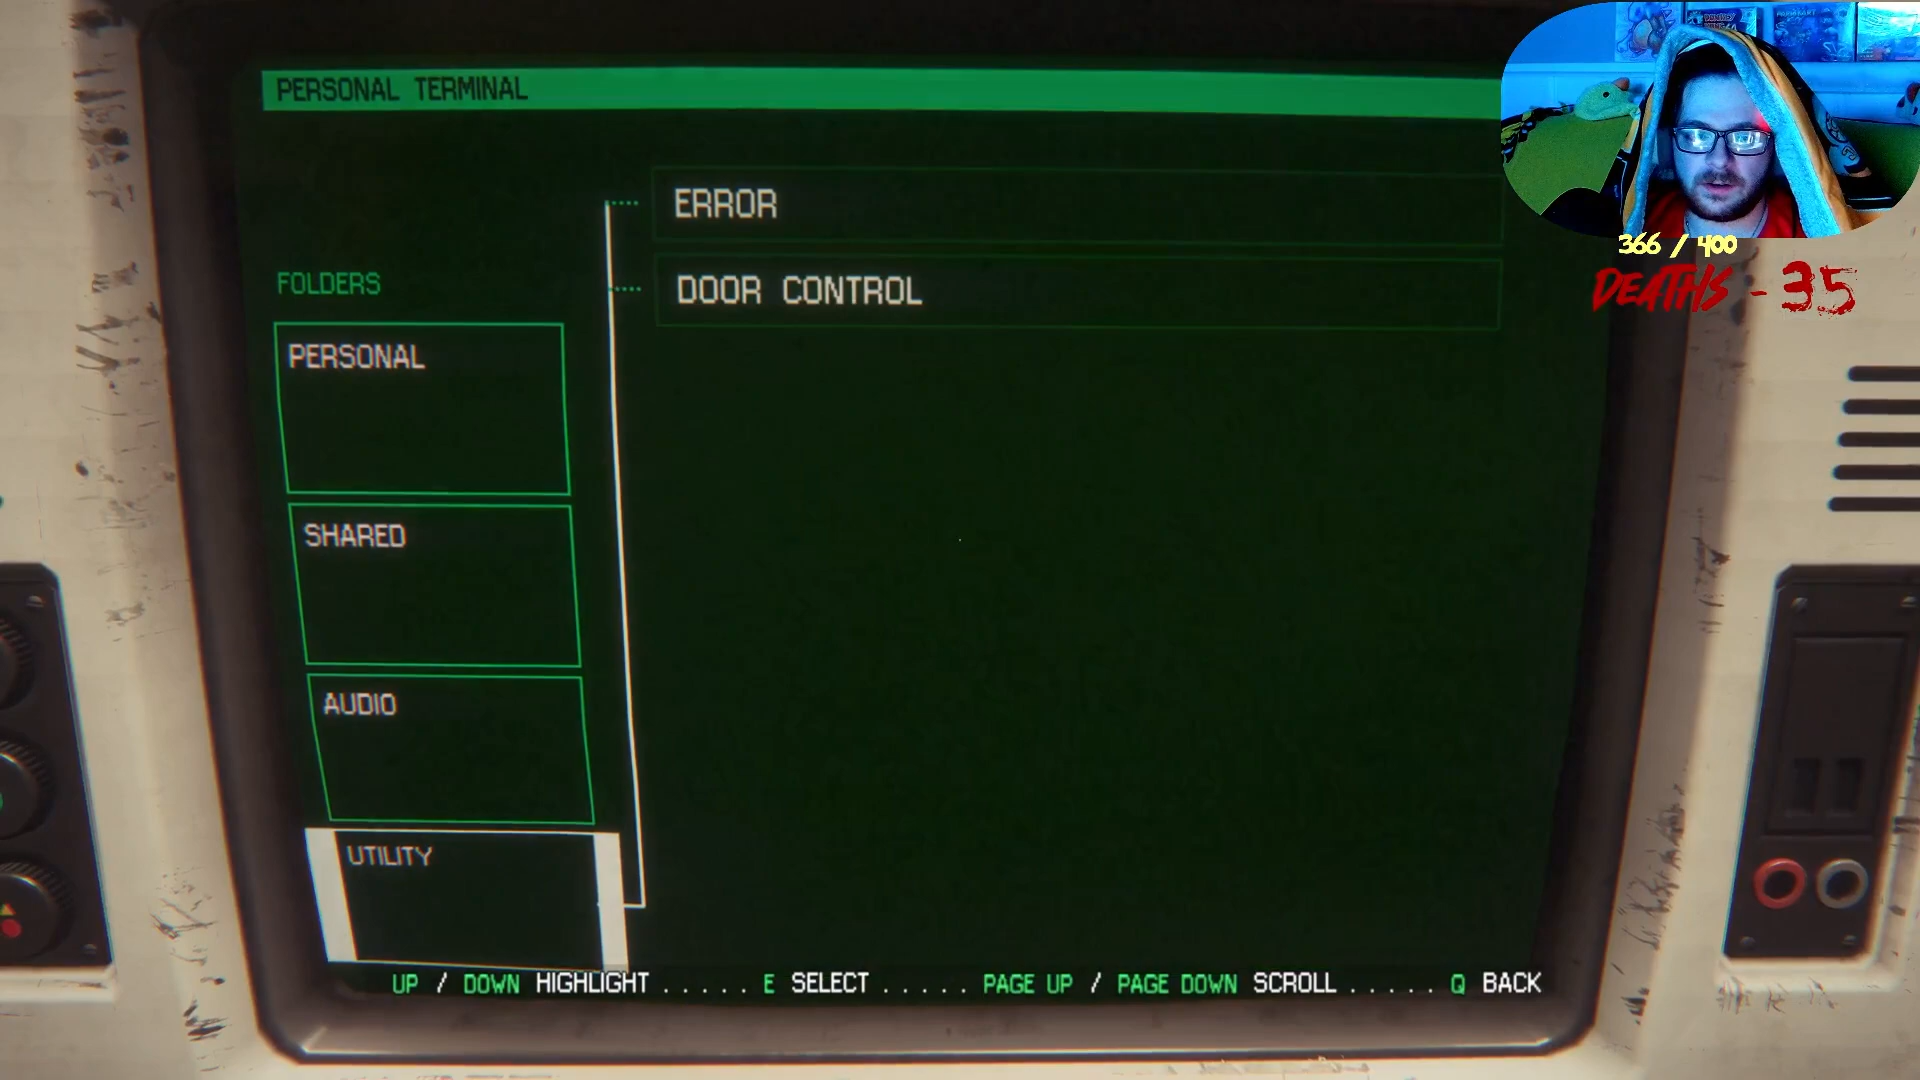 PERSONAL TERMINAL
ERROR
DOOR CONTROL
FOLDERS
PERSONAL
SHARED
AUDIO
UTILITY
UP / DOWN HIGHLIGHT ..... E SELECT ..... PAGE UP / PAGE DOWN SCROLL ..... Q BACK
366 / 400
DEATHS - 35